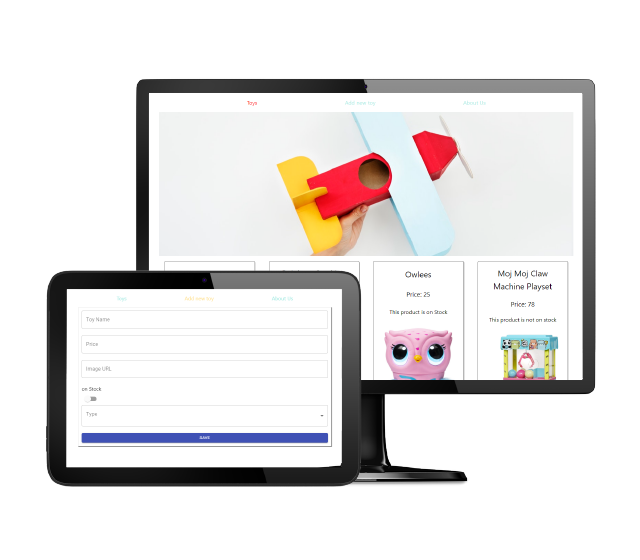 Toys
Add new toy
About Us
Owlees
Price: 25
This product is on Stock
Moj Moj Claw
Machine Playset
Price: 78
This product is not on stock
Toys
Add new toy
About Us
Toy Name
Price
Image URL
on Stock
Type
SAVE